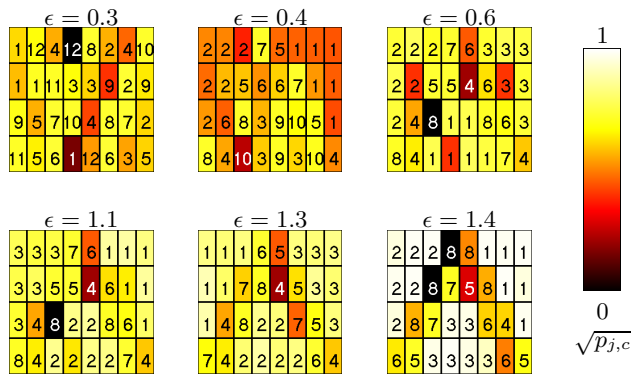 ϵ = 0.3
1 12 4 12 8 2 4 10
1 1 11 3 3 9 2 9
9 5 7 10 4 8 7 2
11 5 6 1 12 6 3 5
ϵ = 0.4
2 2 2 7 5 1 1 1
2 2 5 6 6 7 1 1
2 6 8 3 9 10 5 1
8 4 10 3 9 3 10 4
ϵ = 0.6
2 2 2 7 6 3 3 3
2 2 5 5 4 6 3 3
2 4 8 1 1 8 6 3
8 4 1 1 1 1 7 4
ϵ = 1.1
3 3 3 7 6 1 1 1
3 3 5 5 4 6 1 1
3 4 8 2 2 8 6 1
8 4 2 2 2 2 7 4
ϵ = 1.3
1 1 1 6 5 3 3 3
1 1 7 8 4 5 3 3
1 4 8 2 2 7 5 3
7 4 2 2 2 2 6 4
ϵ = 1.4
2 2 2 8 8 1 1 1
2 2 8 7 5 8 1 1
2 8 7 3 3 6 4 1
6 5 3 3 3 3 6 5
1
0
√p_{j,c}